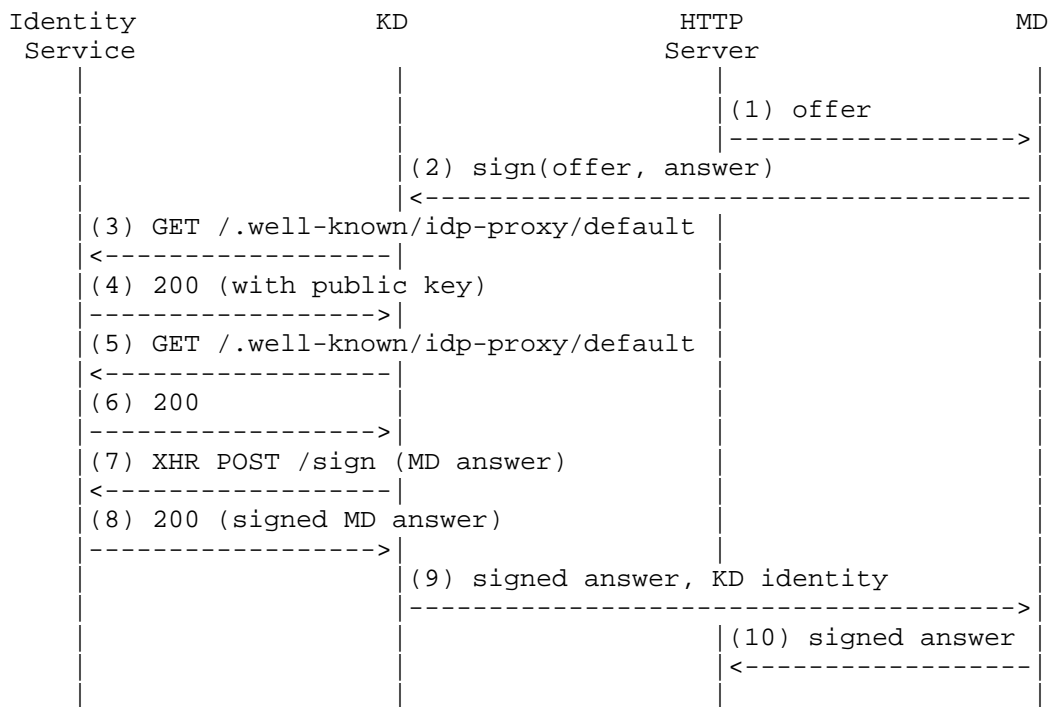 Identity KD HTTP MD
Service Server
(1) offer
(2) sign(offer, answer)
(3) GET /.well-known/idp-proxy/default
(4) 200 (with public key)
(5) GET /.well-known/idp-proxy/default
(6) 200
(7) XHR POST /sign (MD answer)
(8) 200 (signed MD answer)
(9) signed answer, KD identity
(10) signed answer